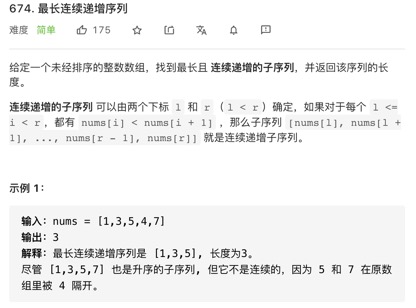 674. 最长连续递增序列
难度 简单 175
给定一个未经排序的整数数组，找到最长且 连续递增的子序列，并返回该序列的长
度。
连续递增的子序列 可以由两个下标 l 和 r（l < r）确定，如果对于每个 l <=
i < r，都有 nums[i] < nums[i + 1]，那么子序列 [nums[l], nums[l +
1], ..., nums[r - 1], nums[r]] 就是连续递增子序列。
示例 1：
输入：nums = [1,3,5,4,7]
输出：3
解释：最长连续递增序列是 [1,3,5], 长度为3。
尽管 [1,3,5,7] 也是升序的子序列, 但它不是连续的，因为 5 和 7 在原数
组里被 4 隔开。